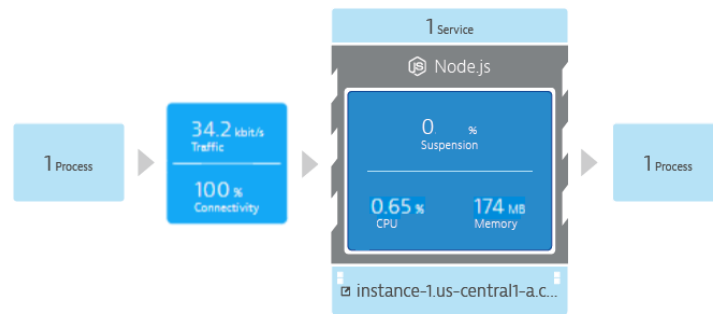 1 Service
JS Node.js
34.2 kbit/s
Traffic
100 %
Connectivity
1 Process
0 %
Suspension
0.65 % 174 MB
CPU Memory
1 Process
instance-1.us-central1-a.c...